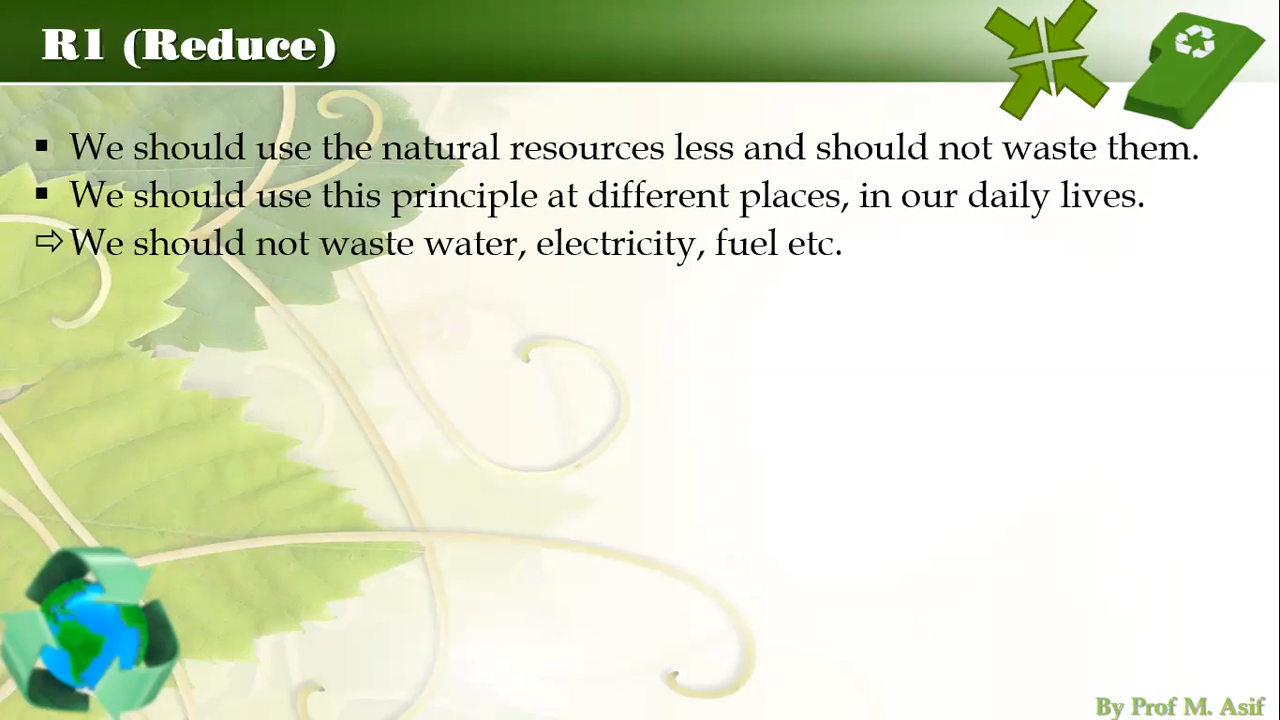 R1 (Reduce)
▪ We should use the natural resources less and should not waste them.
▪ We should use this principle at different places, in our daily lives.
⇨ We should not waste water, electricity, fuel etc.
By Prof M. Asif